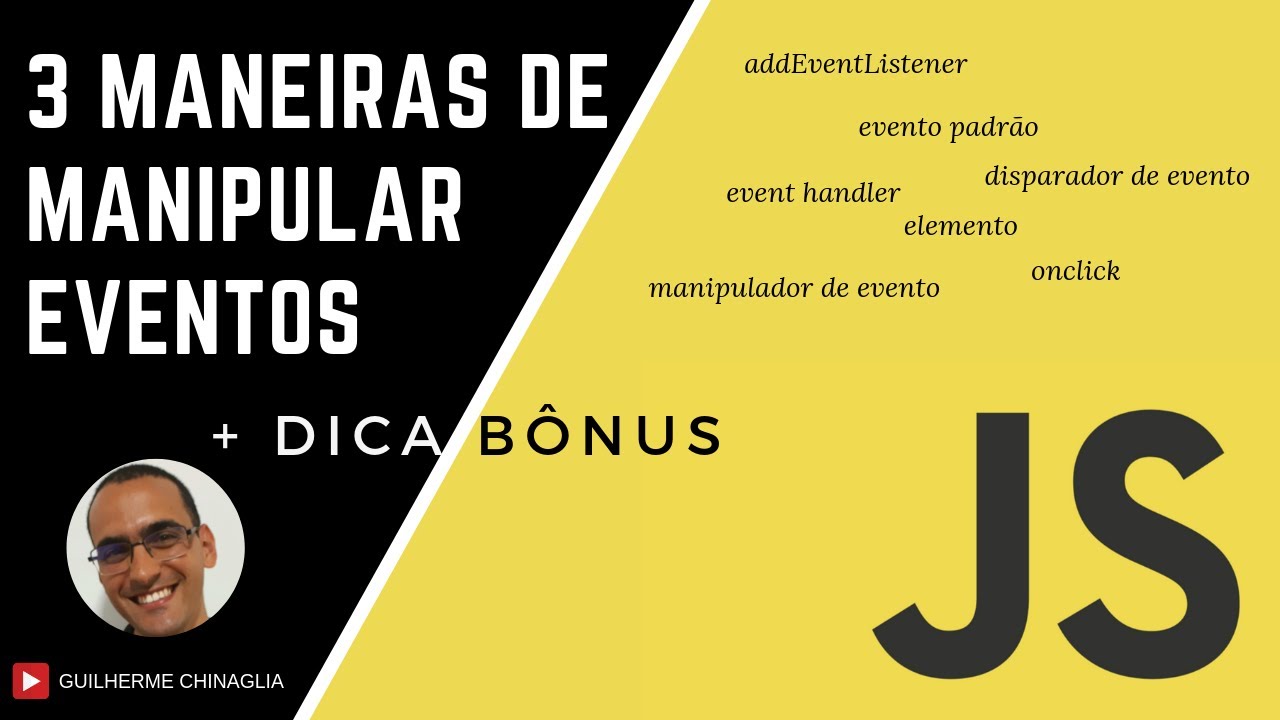 3 MANEIRAS DE
MANIPULAR
EVENTOS
+ DICA BÔNUS
GUILHERME CHINAGLIA
addEventListener
evento padrão
disparador de evento
event handler
elemento
onclick
manipulador de evento
JS